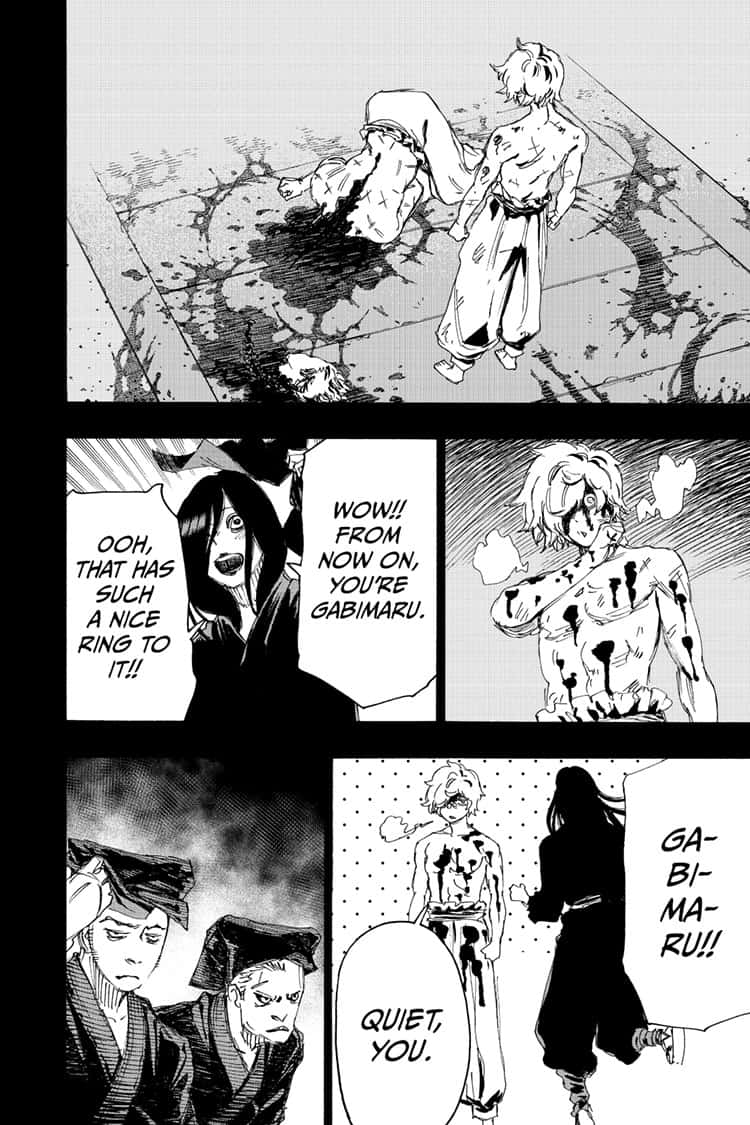 WOW!!
FROM
NOW ON,
YOU'RE
GABIMARU.
OOH,
THAT HAS
SUCH
A NICE
RING TO
IT!!
GA-
BI-
MA-
RU!!
QUIET,
YOU.